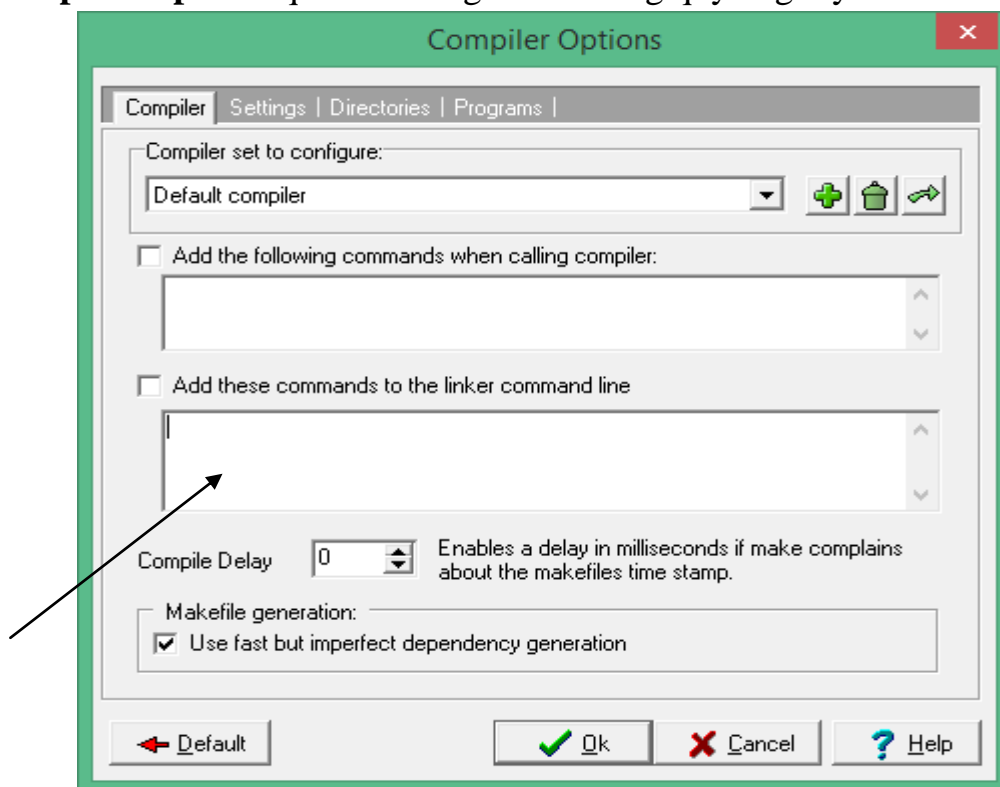 Compiler Options
Compiler Settings | Directories | Programs |
Compiler set to configure:
Default compiler
Add the following commands when calling compiler:
Add these commands to the linker command line
Compile Delay 0 Enables a delay in milliseconds if make complains
about the makefiles time stamp.
Makefile generation:
Use fast but imperfect dependency generation
Default Ok Cancel Help